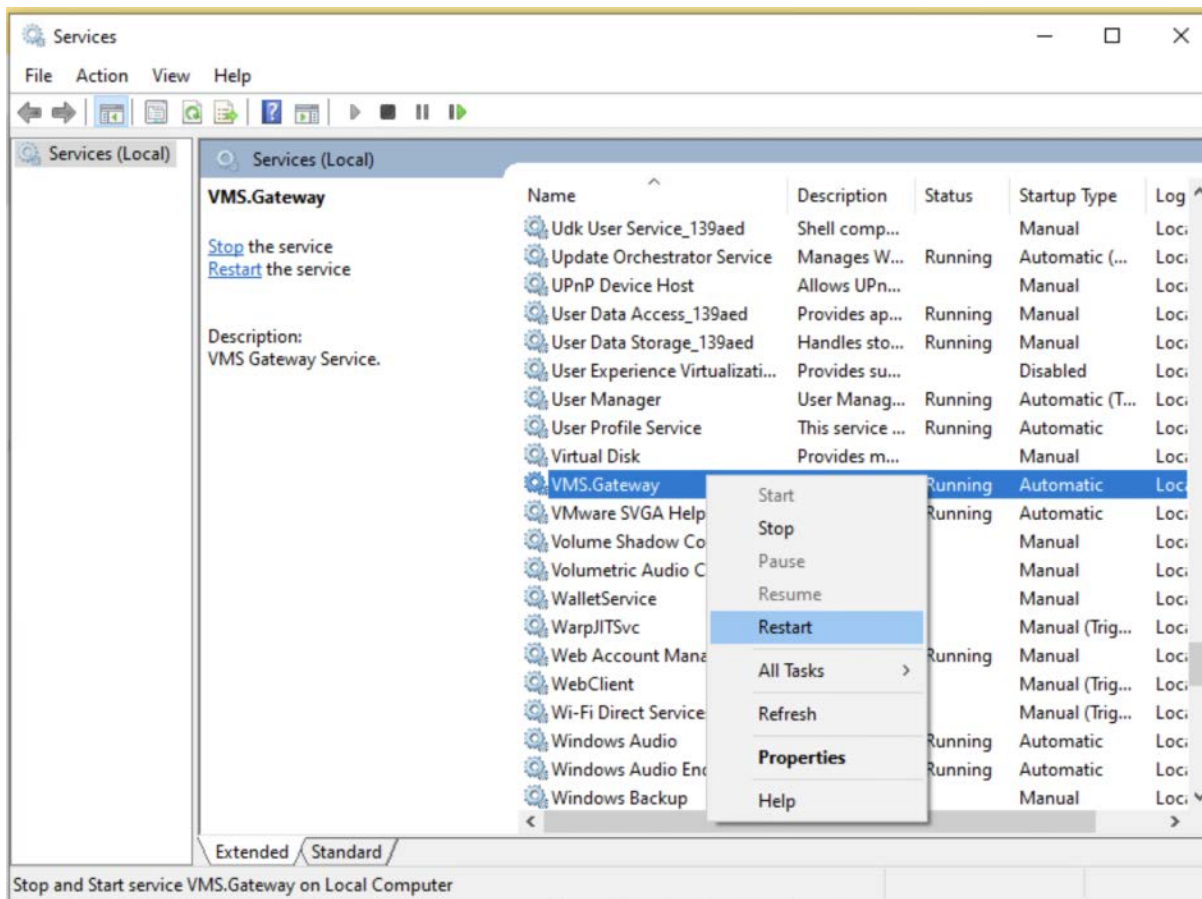 Services
File Action View Help
Services (Local)
Services (Local)
VMS.Gateway
Stop the service
Restart the service
Description:
VMS Gateway Service.
Name Description Status Startup Type Log
Udk User Service_139aed Shell comp... Manual Loca
Update Orchestrator Service Manages W... Running Automatic (... Loca
UPnP Device Host Allows UPn... Manual Loca
User Data Access_139aed Provides ap... Running Manual Loca
User Data Storage_139aed Handles sto... Running Manual Loca
User Experience Virtualizati... Provides su... Disabled Loca
User Manager User Manag... Running Automatic (T... Loca
User Profile Service This service ... Running Automatic Loca
Virtual Disk Provides m... Manual Loca
VMS.Gateway Running Automatic Loca
VMware SVGA Help Running Automatic Loca
Volume Shadow Co Manual Loca
Volumetric Audio C Manual Loca
WalletService Manual Loca
WarpJITSvc Manual (Trig... Loca
Web Account Mana Running Manual Loca
WebClient Manual (Trig... Loca
Wi-Fi Direct Service Manual (Trig... Loca
Windows Audio Running Automatic Loca
Windows Audio End Running Automatic Loca
Windows Backup Manual Loca
Start
Stop
Pause
Resume
Restart
All Tasks
Refresh
Properties
Help
Extended Standard
Stop and Start service VMS.Gateway on Local Computer